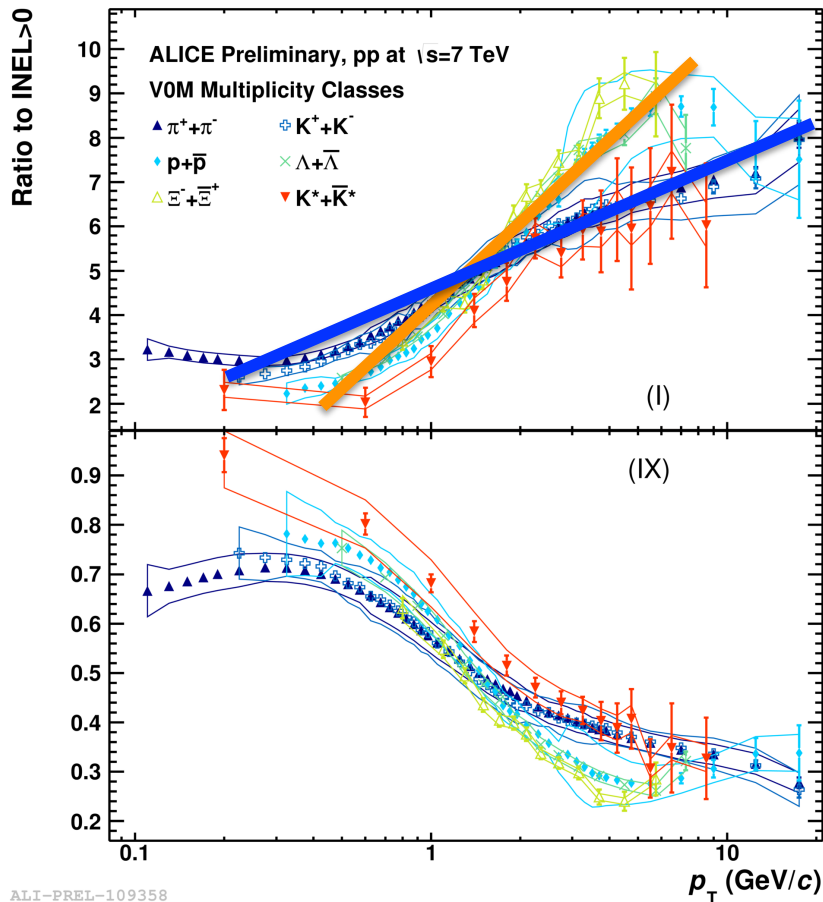 Ratio to INEL>0
10
9
8
7
6
5
4
3
2
ALICE Preliminary, pp at √s=7 TeV
V0M Multiplicity Classes
π⁺+π⁻ K⁺+K⁻
p+p̅ Λ+Λ̅
Ξ⁻+Ξ̅⁺ K*+K̅*
(I)
0.9
0.8
0.7
0.6
0.5
0.4
0.3
0.2
(IX)
0.1 1 10
p_T (GeV/c)
ALI-PREL-109358